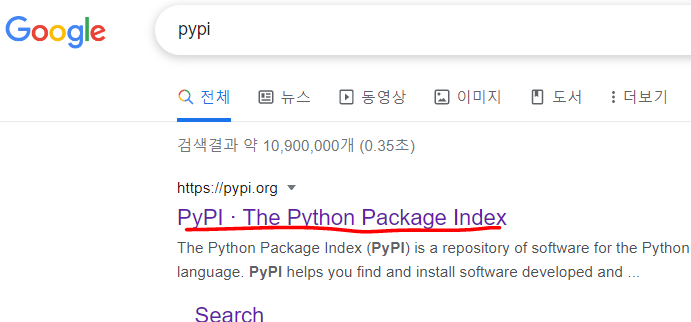 Google
pypi
전체 뉴스 동영상 이미지 도서 더보기
검색결과 약 10,900,000개 (0.35초)
https://pypi.org
PyPI · The Python Package Index
The Python Package Index (PyPI) is a repository of software for the Python
language. PyPI helps you find and install software developed and ...
Search